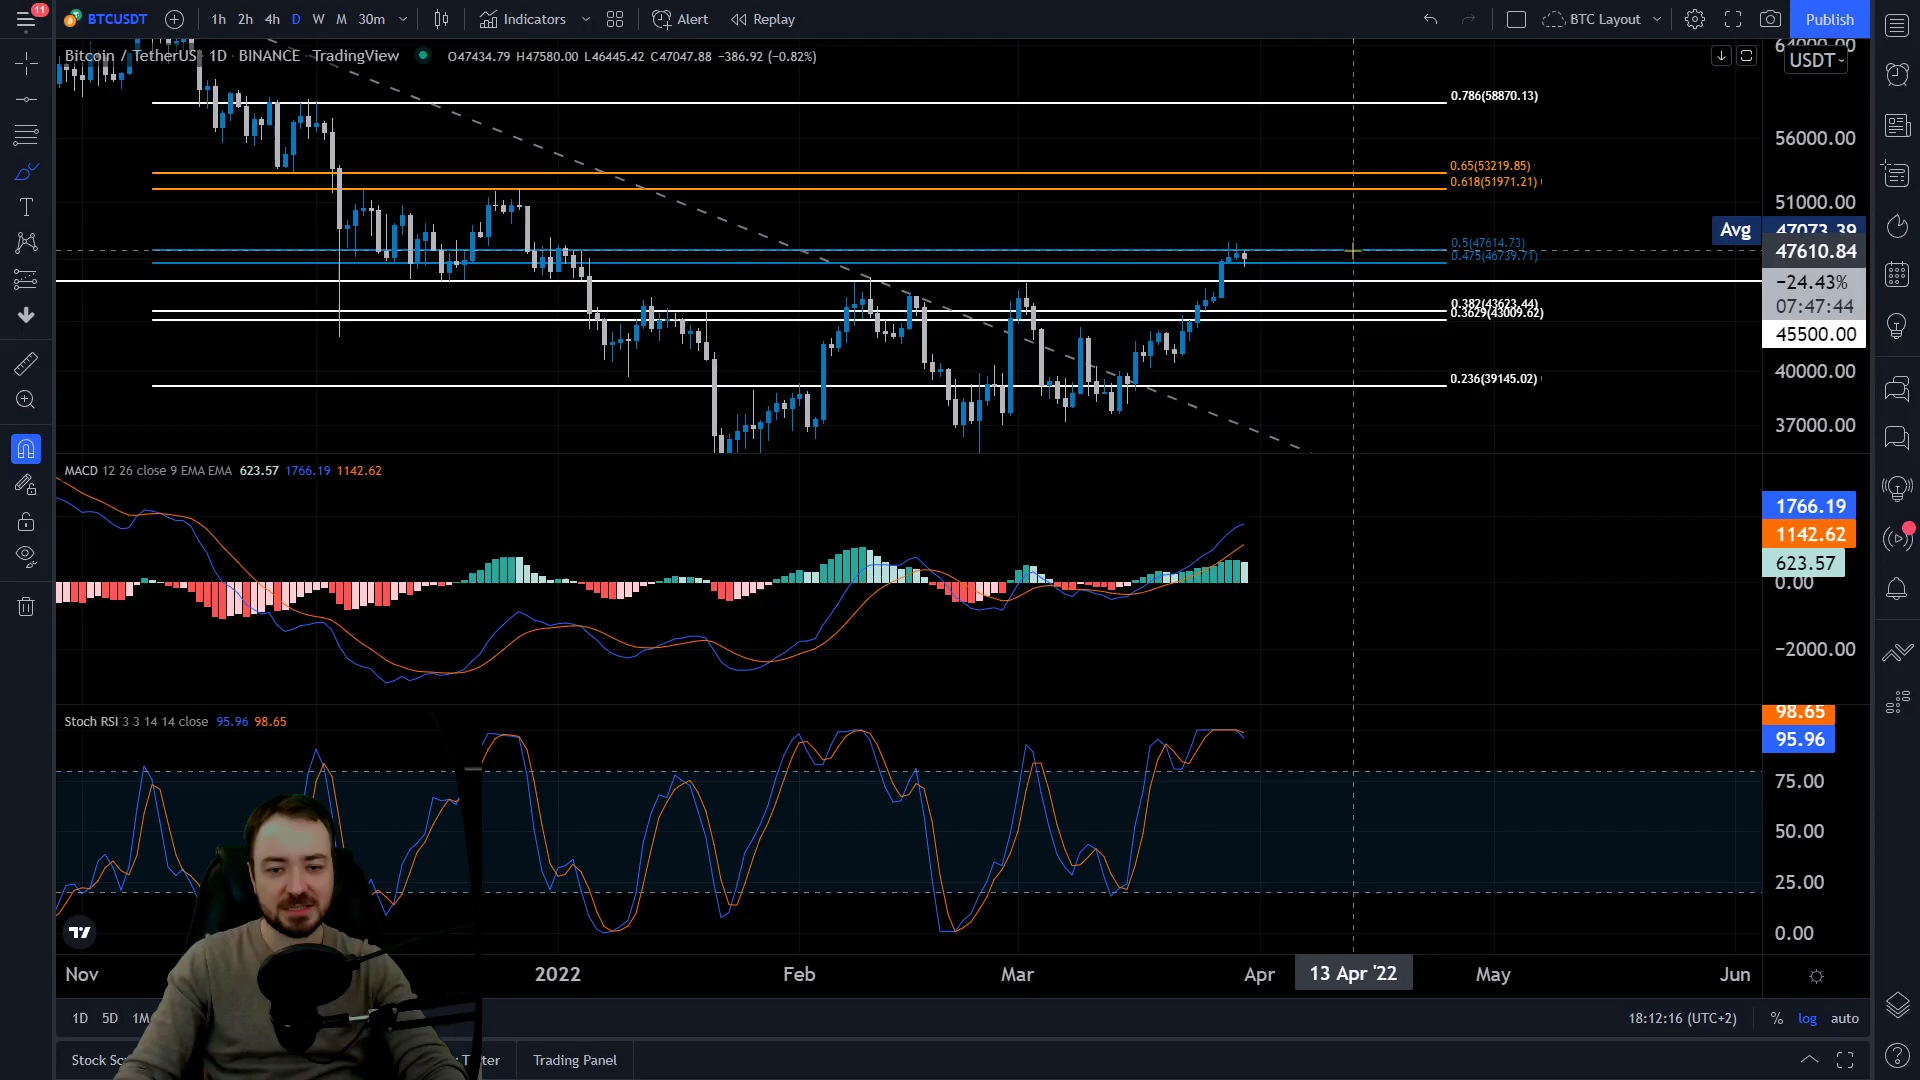 11
BTCUSDT
1h 2h 4h D W M 30m
Indicators
Alert
Replay
BTC Layout
Publish
Bitcoin / TetherUS 1D BINANCE TradingView
O47434.79 H47580.00 L46445.42 C47047.88 −386.92 (−0.82%)
64000.00
USDT
0.786(58870.13)
56000.00
0.65(53219.85)
0.618(51971.21)
51000.00
Avg 47073.39
0.5(47614.73)
47610.84
0.475(46739.71)
−24.43%
07:47:44
0.382(43623.44)
0.3629(43009.62)
45500.00
40000.00
0.236(39145.02)
37000.00
MACD 12 26 close 9 EMA EMA 623.57 1766.19 1142.62
1766.19
1142.62
623.57
0.00
−2000.00
Stoch RSI 3 3 14 14 close 95.96 98.65
98.65
95.96
75.00
50.00
25.00
0.00
Nov 2022 Feb Mar Apr 13 Apr '22 May Jun
1D 5D 1M
18:12:16 (UTC+2) % log auto
Stock
Trading Panel